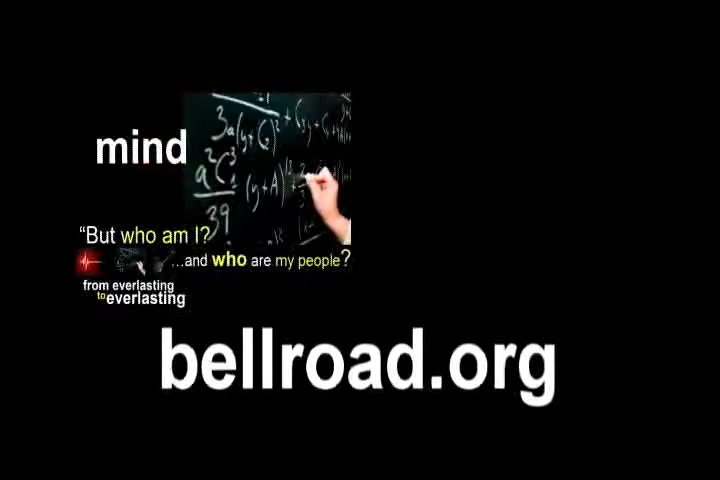 mind
“But who am I?
...and who are my people?
from everlasting
to everlasting
bellroad.org